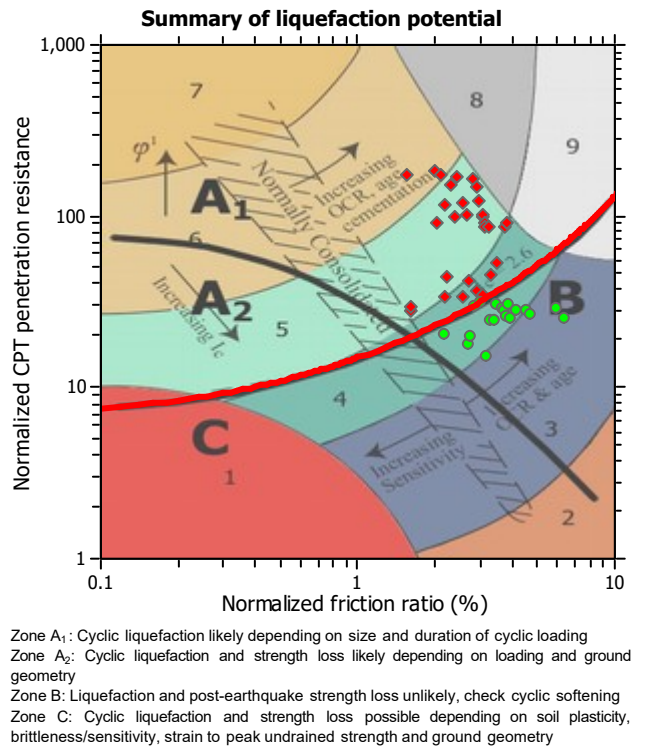 Summary of liquefaction potential
1,000
100
10
1
Normalized CPT penetration resistance
7
8
9
φ'
A1
6
A2
5
4
C
1
B
3
2
Normally Consolidated
Increasing
OCR, age
cementation
Increasing Ic
2.6
Increasing
OCR & age
Increasing
Sensitivity
0.1
1
10
Normalized friction ratio (%)
Zone A1: Cyclic liquefaction likely depending on size and duration of cyclic loading
Zone A2: Cyclic liquefaction and strength loss likely depending on loading and ground
geometry
Zone B: Liquefaction and post-earthquake strength loss unlikely, check cyclic softening
Zone C: Cyclic liquefaction and strength loss possible depending on soil plasticity,
brittleness/sensitivity, strain to peak undrained strength and ground geometry